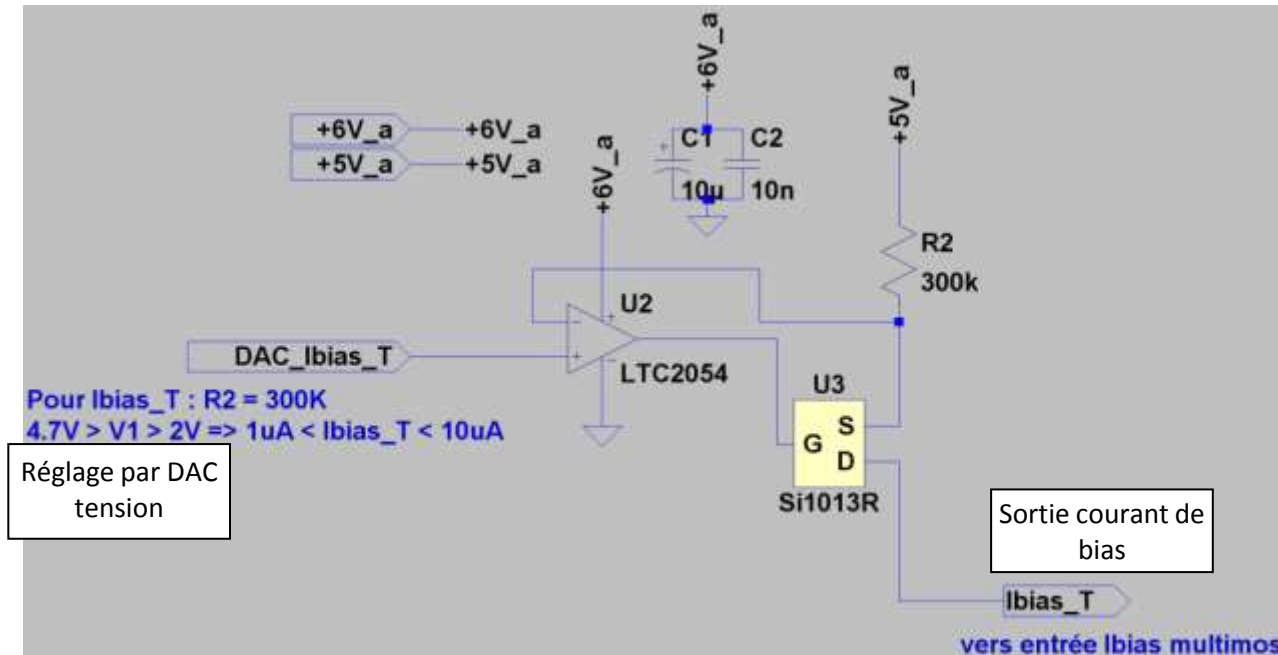 +6V_a
+5V_a
+6V_a
+6V_a
+5V_a
+6V_a
+5V_a
C1
C2
10µ
10n
R2
300k
U2
-
+
+
-
LTC2054
DAC_Ibias_T
Pour Ibias_T : R2 = 300K
4.7V > V1 > 2V => 1uA < Ibias_T < 10uA
Réglage par DAC
tension
U3
S
G
D
Si1013R
Sortie courant de
bias
Ibias_T
vers entrée Ibias multimos